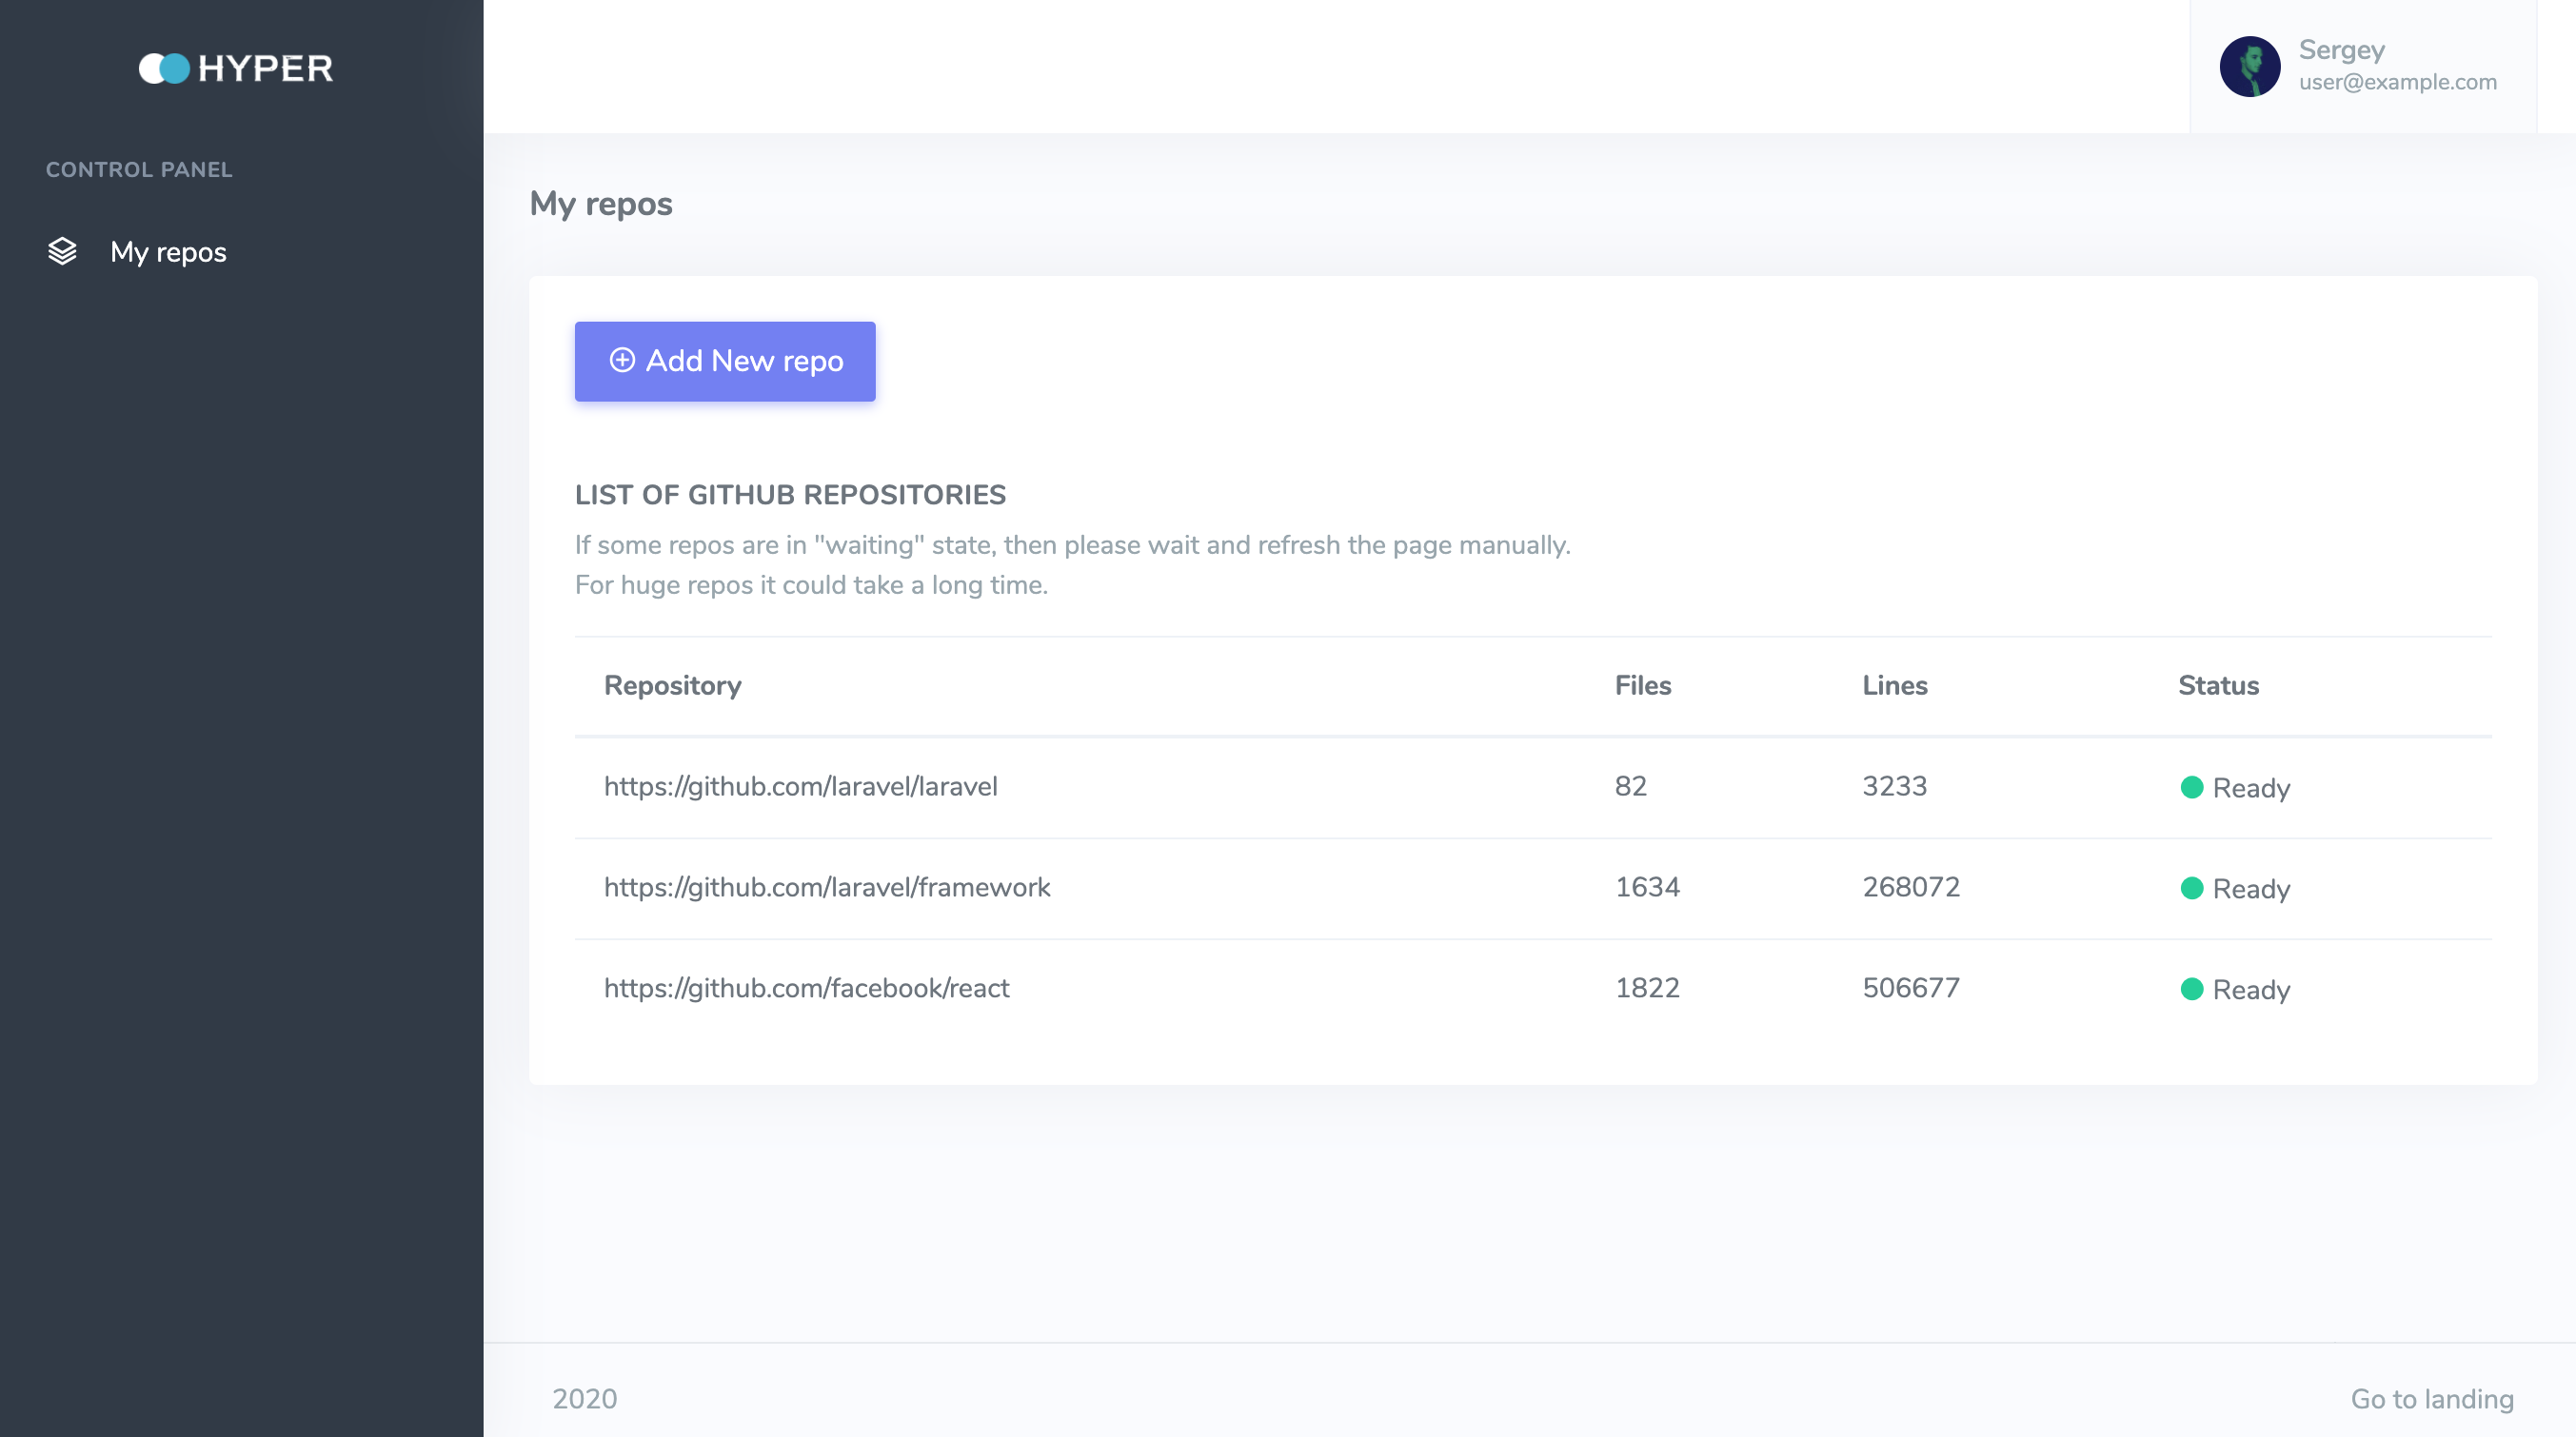 HYPER
Sergey
user@example.com
CONTROL PANEL
My repos
My repos
Add New repo
LIST OF GITHUB REPOSITORIES
If some repos are in "waiting" state, then please wait and refresh the page manually.
For huge repos it could take a long time.
Repository Files Lines Status
https://github.com/laravel/laravel 82 3233 Ready
https://github.com/laravel/framework 1634 268072 Ready
https://github.com/facebook/react 1822 506677 Ready
2020 Go to landing